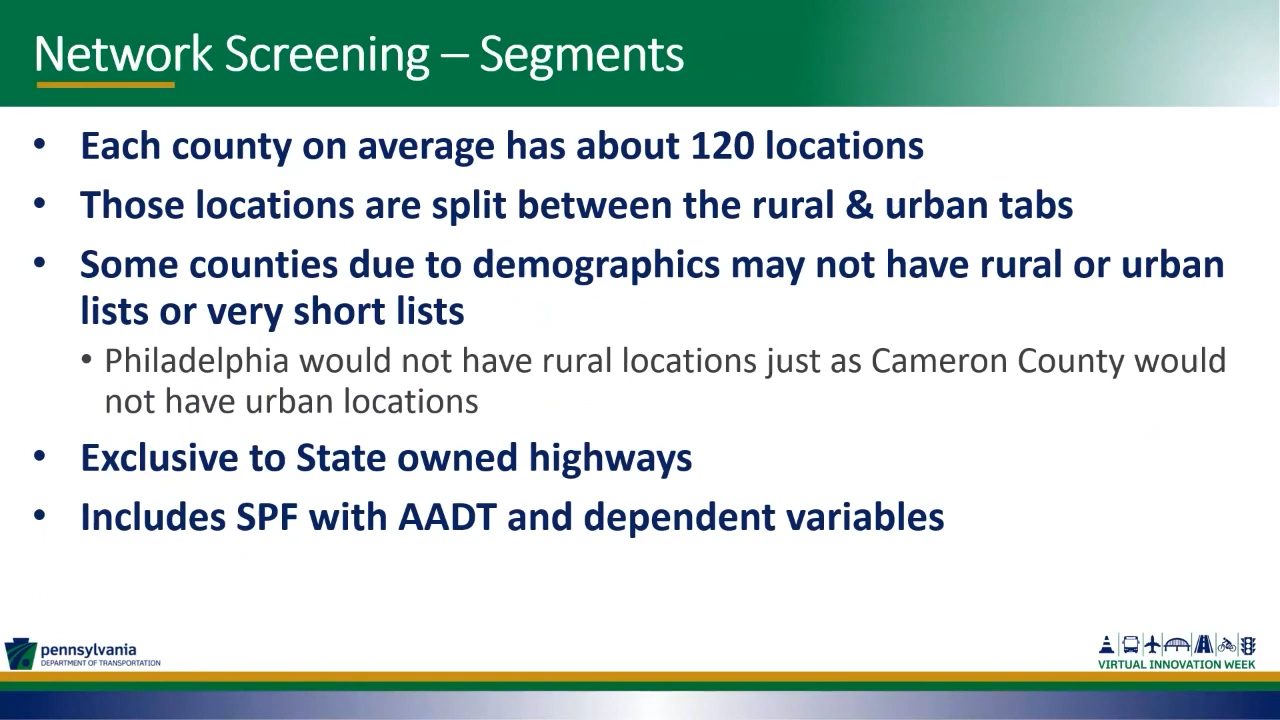 Network Screening – Segments
• Each county on average has about 120 locations
• Those locations are split between the rural & urban tabs
• Some counties due to demographics may not have rural or urban
lists or very short lists
• Philadelphia would not have rural locations just as Cameron County would
not have urban locations
• Exclusive to State owned highways
• Includes SPF with AADT and dependent variables
pennsylvania
DEPARTMENT OF TRANSPORTATION
VIRTUAL INNOVATION WEEK